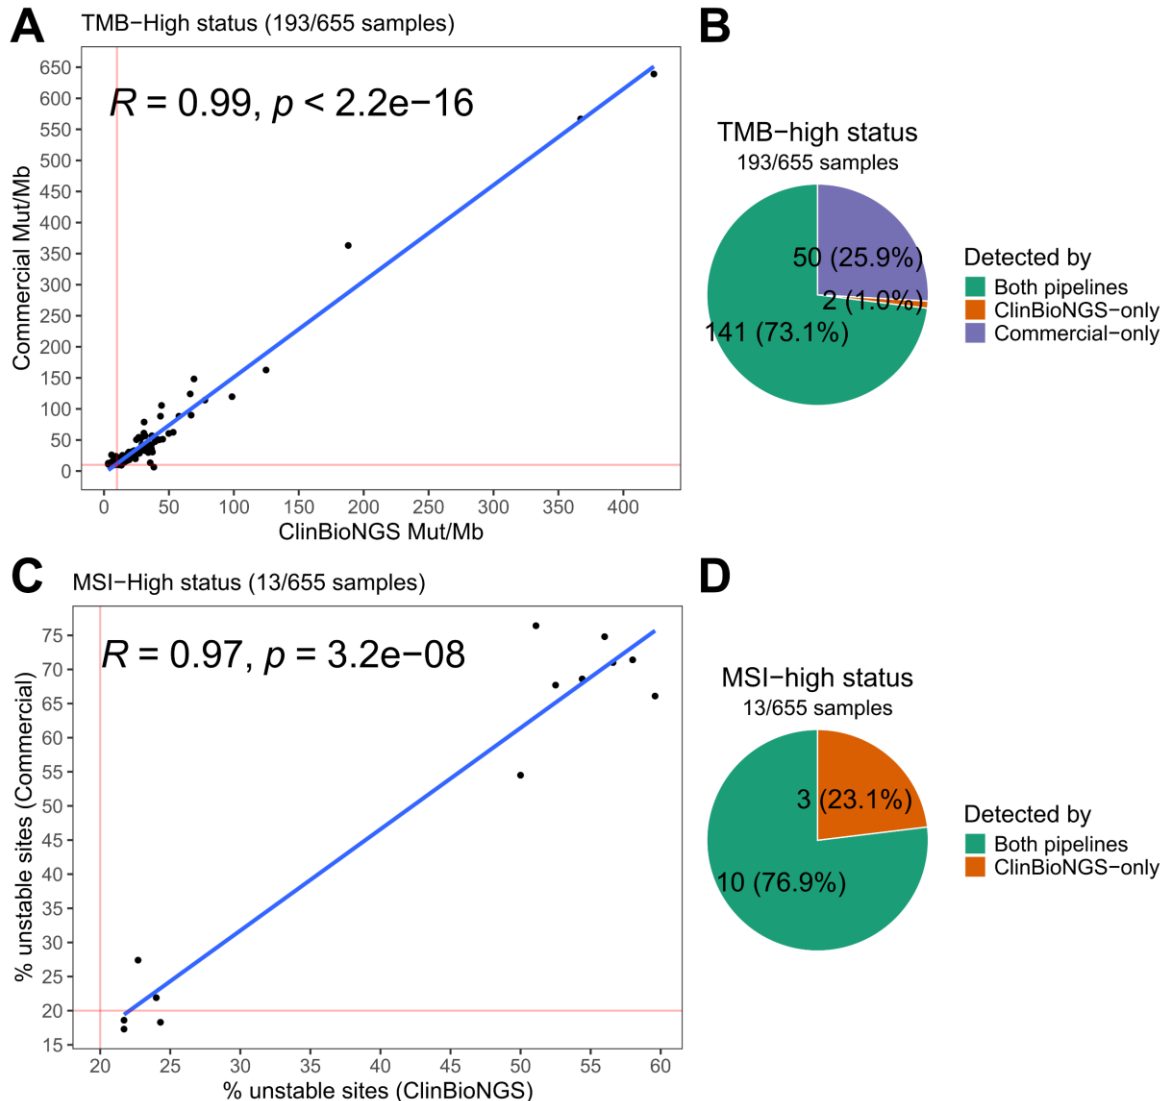 A
TMB−High status (193/655 samples)
R = 0.99, p < 2.2e−16
650
600
550
500
450
400
350
300
250
200
150
100
50
0
Commercial Mut/Mb
0 50 100 150 200 250 300 350 400
ClinBioNGS Mut/Mb
B
TMB−high status
193/655 samples
50 (25.9%)
2 (1.0%)
141 (73.1%)
Detected by
Both pipelines
ClinBioNGS−only
Commercial−only
C
MSI−High status (13/655 samples)
R = 0.97, p = 3.2e−08
75
70
65
60
55
50
45
40
35
30
25
20
15
% unstable sites (Commercial)
20 25 30 35 40 45 50 55 60
% unstable sites (ClinBioNGS)
D
MSI−high status
13/655 samples
3 (23.1%)
10 (76.9%)
Detected by
Both pipelines
ClinBioNGS−only